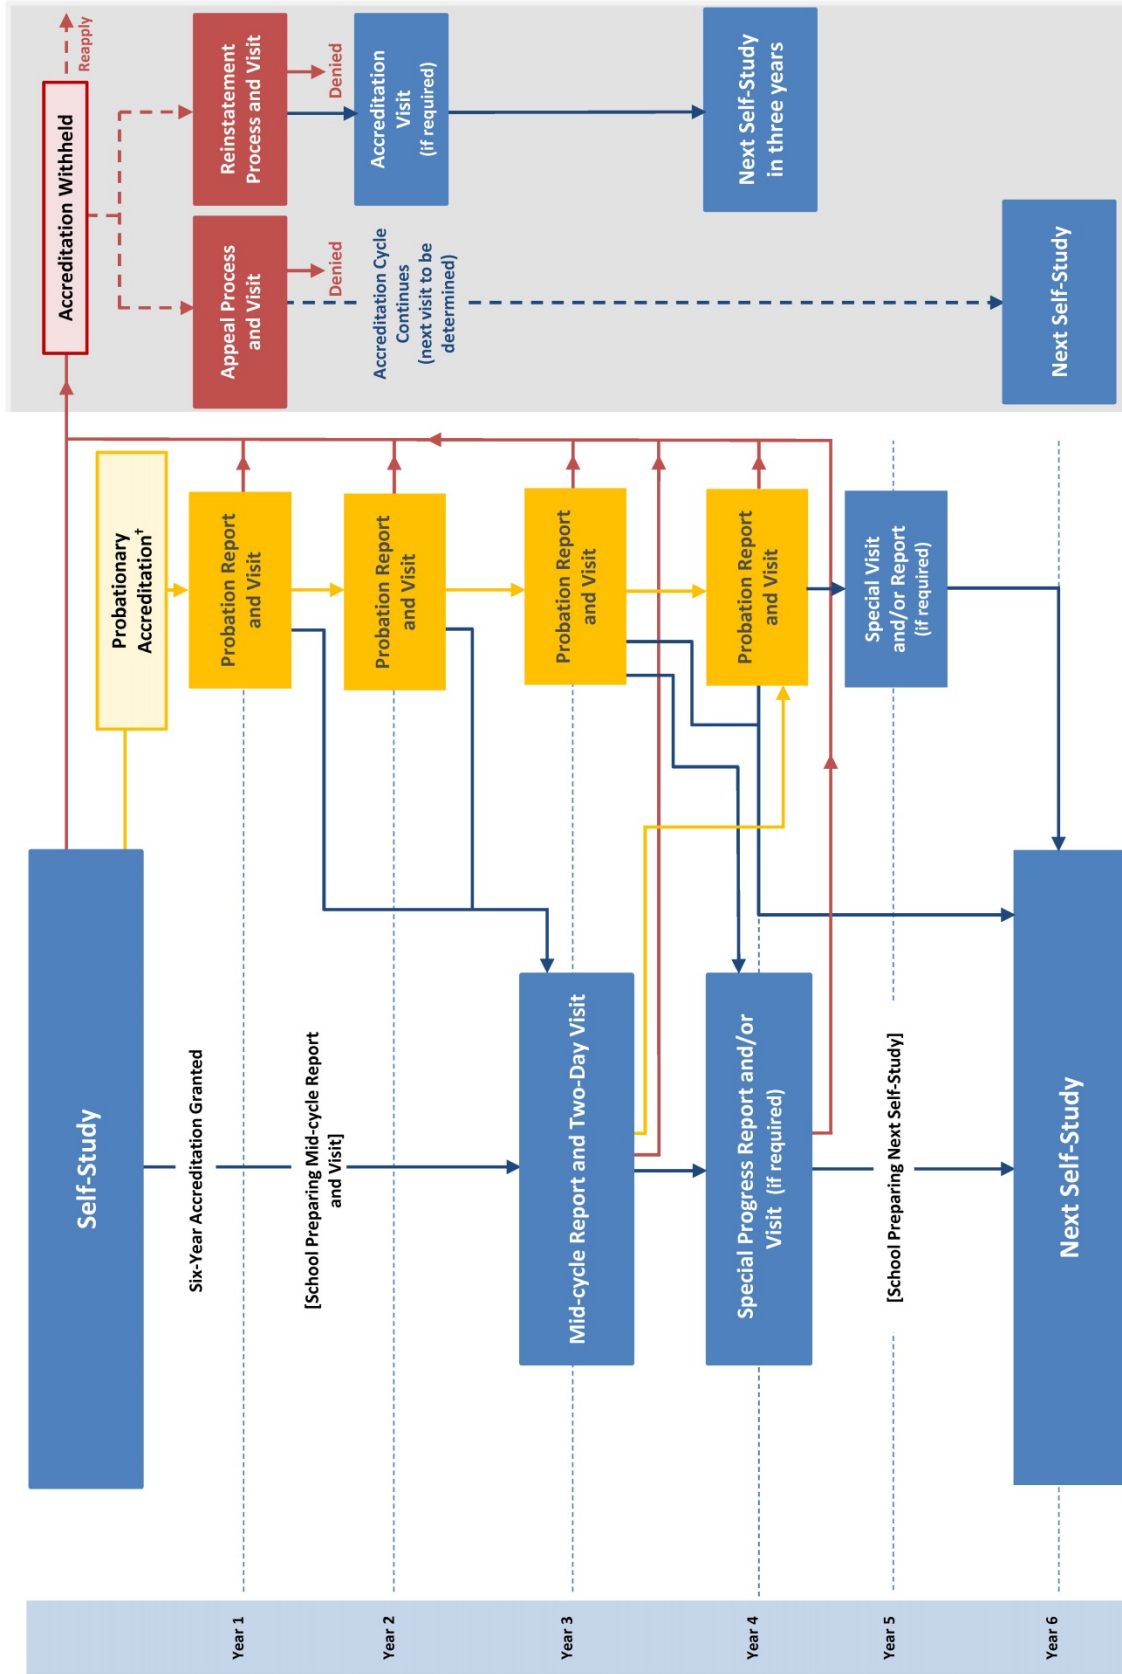 Year 1
Year 2
Year 3
Year 4
Year 5
Year 6
Self-Study
Six-Year Accreditation Granted
[School Preparing Mid-cycle Report
and Visit]
Mid-cycle Report and Two-Day Visit
Special Progress Report and/or
Visit (if required)
[School Preparing Next Self-Study]
Next Self-Study
Probationary
Accreditation†
Probation Report
and Visit
Probation Report
and Visit
Probation Report
and Visit
Probation Report
and Visit
Special Visit
and/or Report
(if required)
Accreditation Withheld
Reapply
Appeal Process
and Visit
Denied
Accreditation Cycle
Continues
(next visit to be
determined)
Next Self-Study
Reinstatement
Process and Visit
Denied
Accreditation
Visit
(if required)
Next Self-Study
in three years